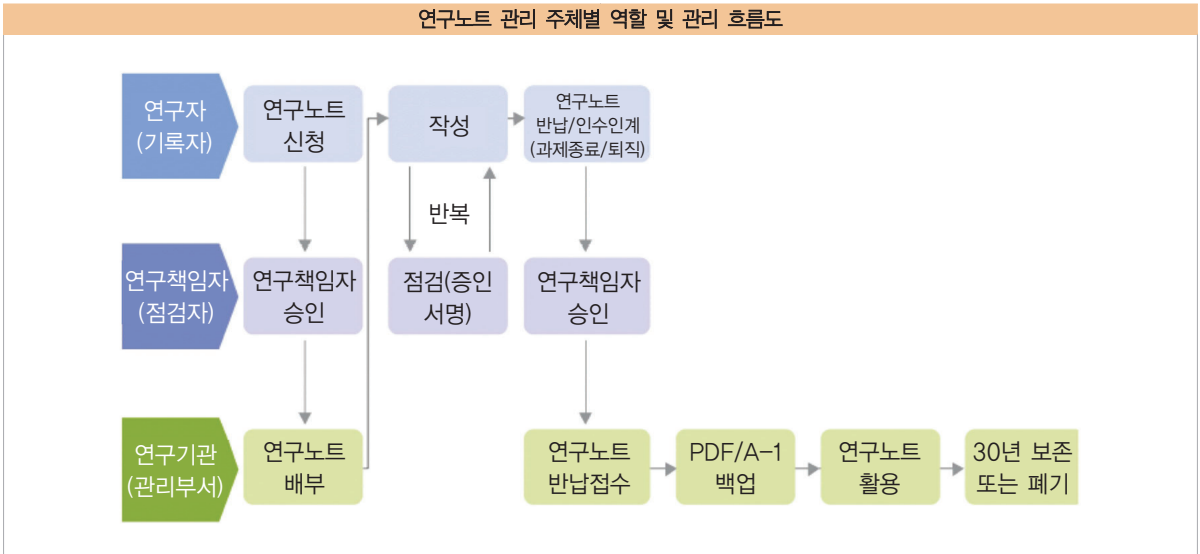 연구노트 관리 주체별 역할 및 관리 흐름도
연구자
(기록자)
연구노트
신청
작성
연구노트
반납/인수인계
(과제종료/퇴직)
반복
연구책임자
(점검자)
연구책임자
승인
점검(증인
서명)
연구책임자
승인
연구기관
(관리부서)
연구노트
배부
연구노트
반납접수
PDF/A-1
백업
연구노트
활용
30년 보존
또는 폐기